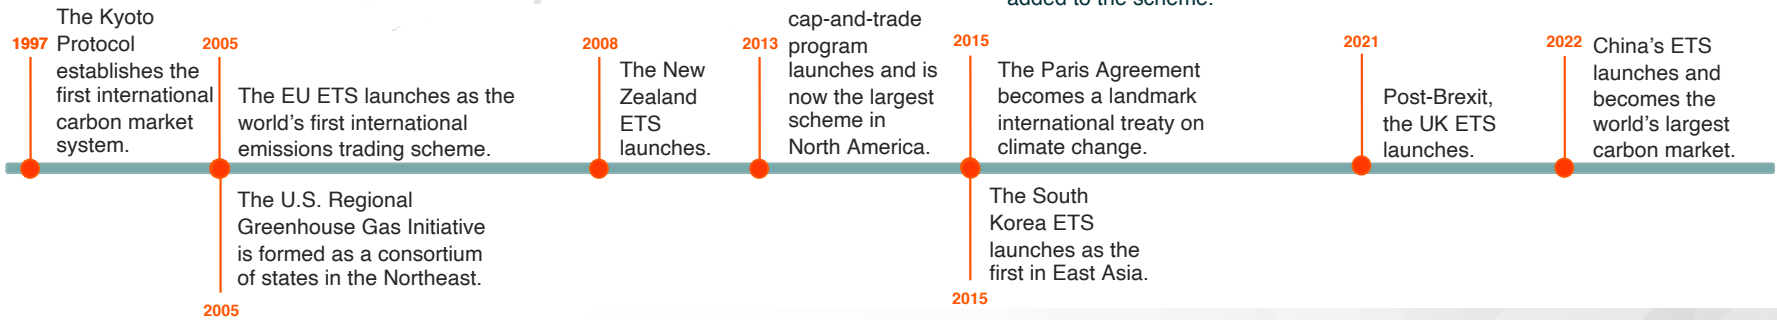 added to the scheme.
1997
The Kyoto
Protocol
establishes the
first international
carbon market
system.
2005
The EU ETS launches as the
world's first international
emissions trading scheme.
The U.S. Regional
Greenhouse Gas Initiative
is formed as a consortium
of states in the Northeast.
2005
2008
The New
Zealand
ETS
launches.
2013
cap-and-trade
program
launches and is
now the largest
scheme in
North America.
2015
The Paris Agreement
becomes a landmark
international treaty on
climate change.
The South
Korea ETS
launches as the
first in East Asia.
2015
2021
Post-Brexit,
the UK ETS
launches.
2022
China's ETS
launches and
becomes the
world's largest
carbon market.